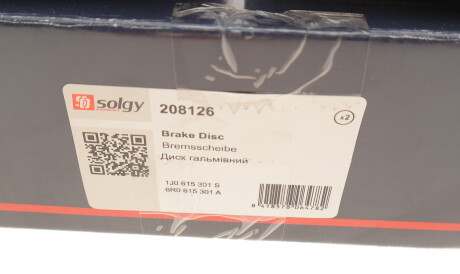 solgy
208126
x2
Brake Disc
Bremsscheibe
Диск гальмівний
1J0 615 301 S
6R0 615 301 A